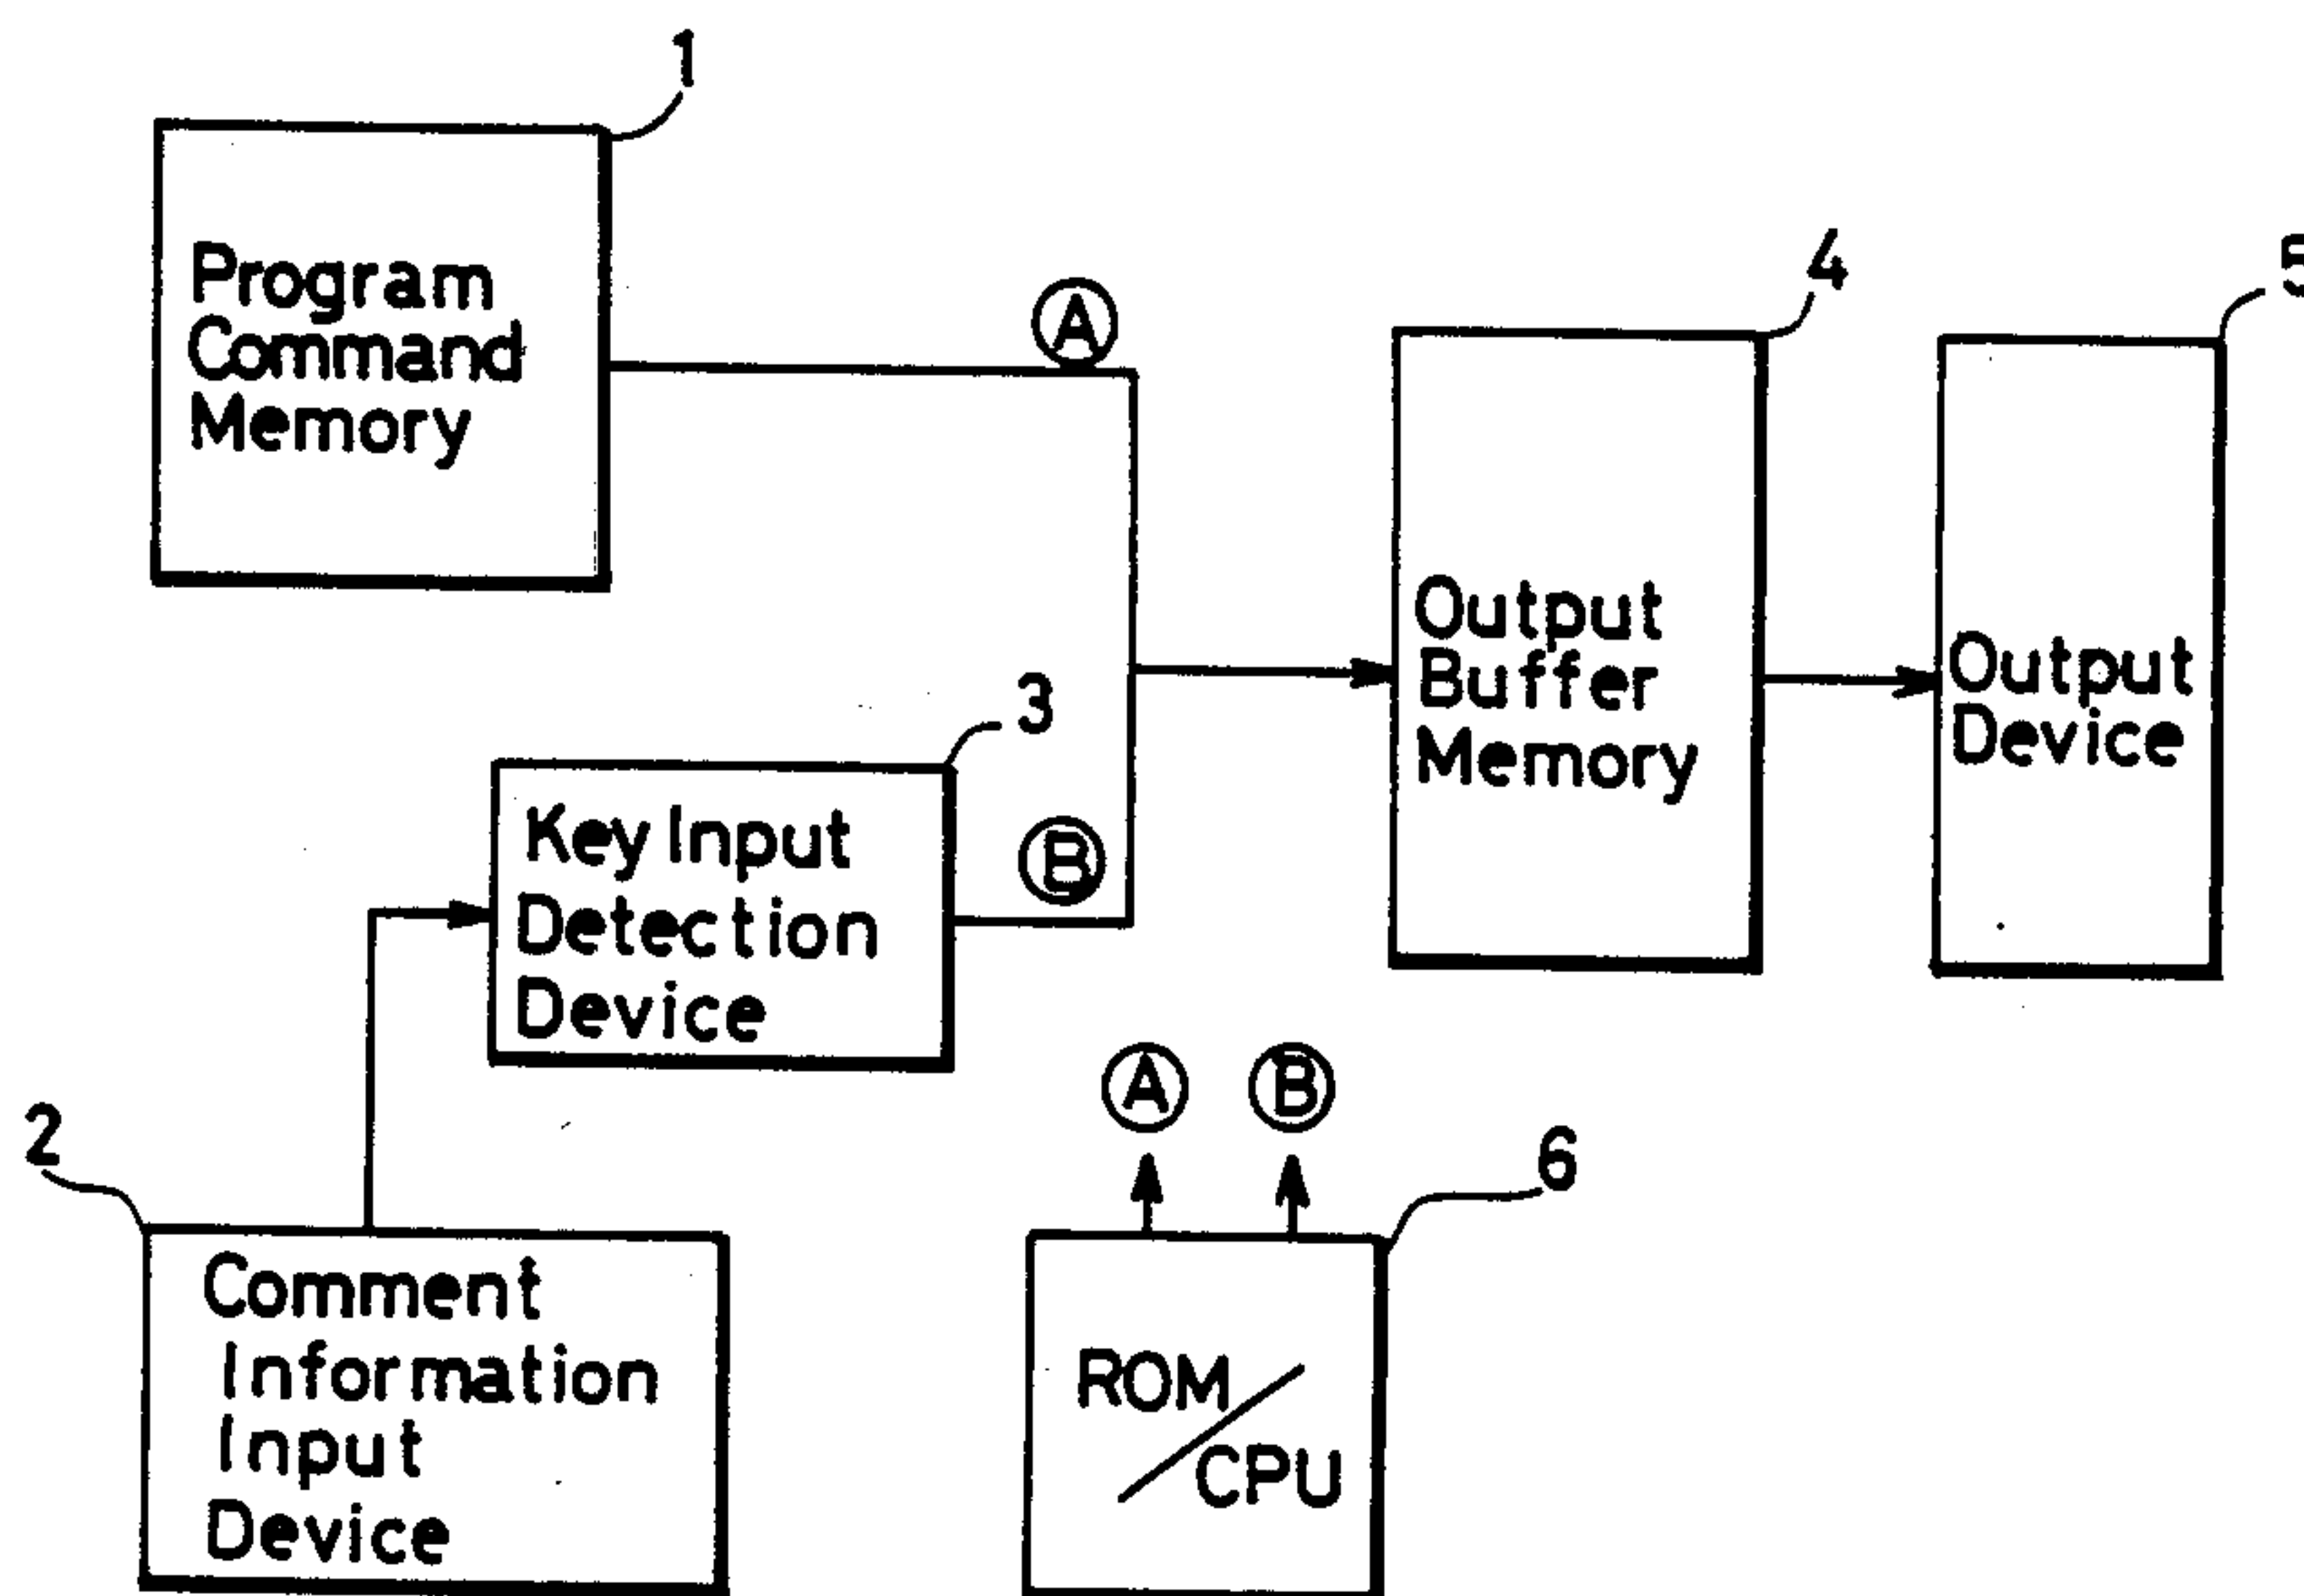 1
Program
Command
Memory
A
4
5
Output
Buffer
Memory
Output
Device
3
Key Input
Detection
Device
B
A
B
2
6
Comment
Information
Input
Device
ROM
/
CPU